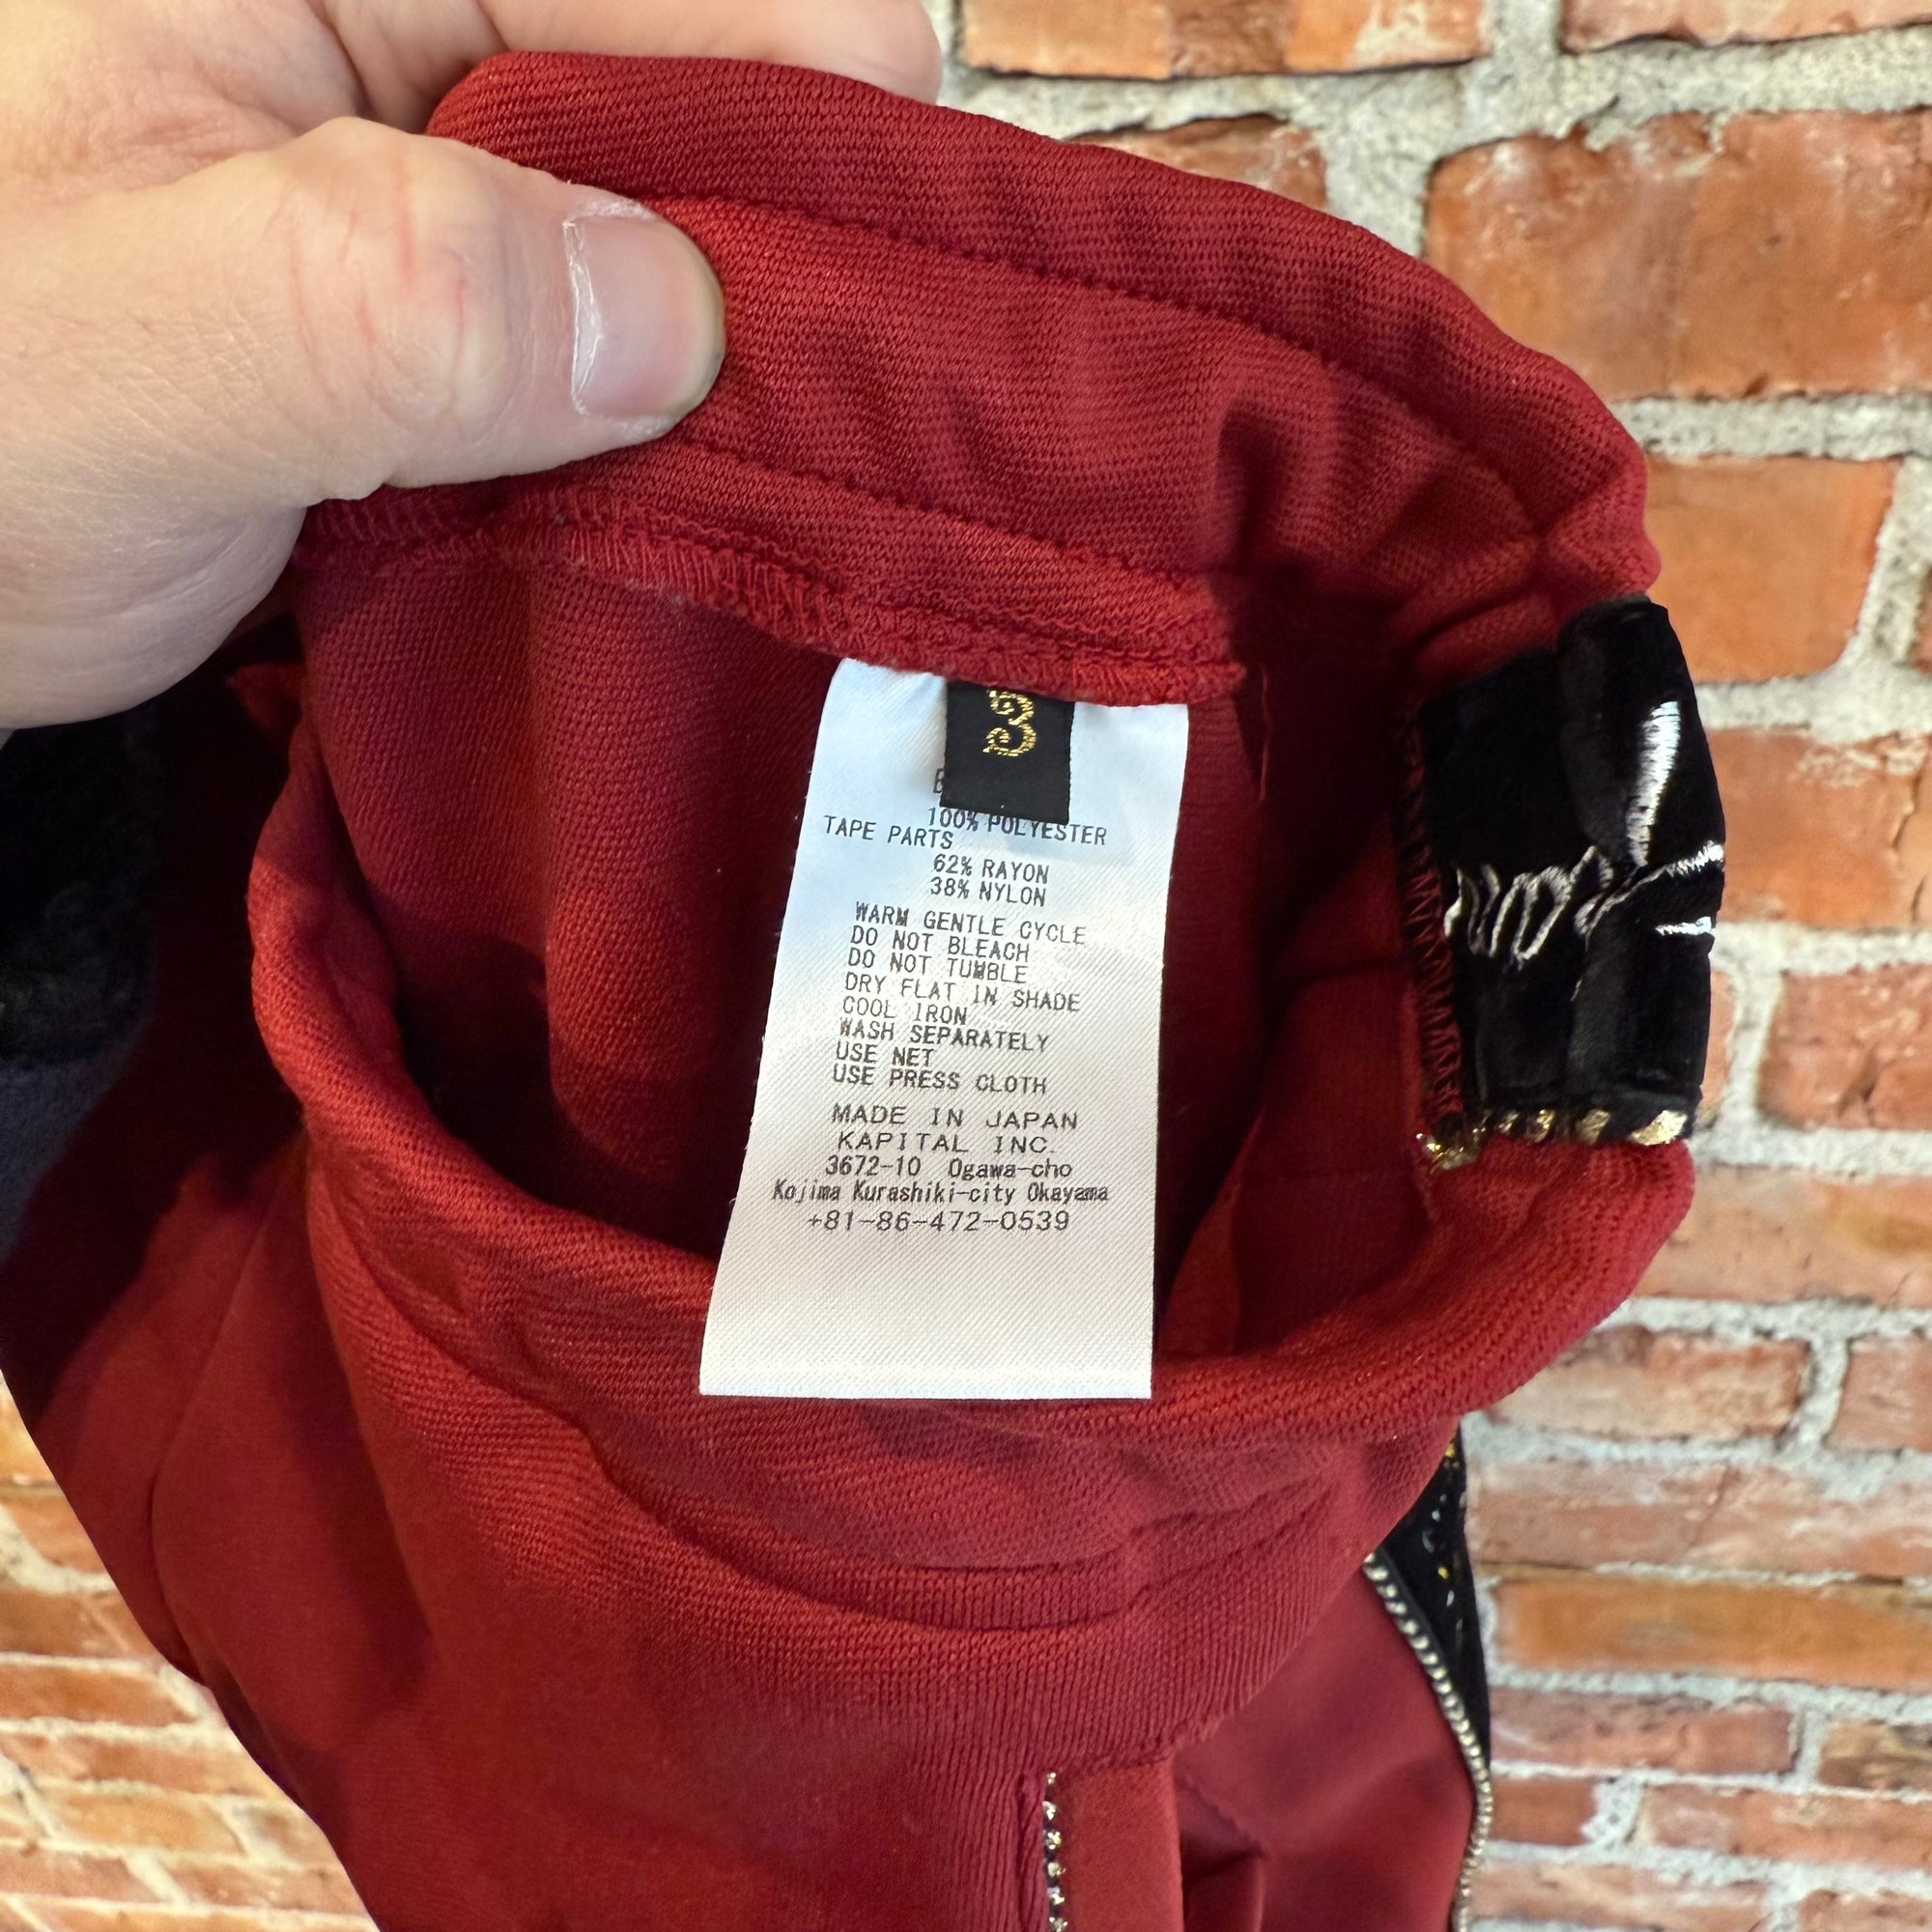 3
100% POLYESTER
TAPE PARTS
62% RAYON
38% NYLON
WARM GENTLE CYCLE
DO NOT BLEACH
DO NOT TUMBLE
DRY FLAT IN SHADE
COOL IRON
WASH SEPARATELY
USE NET
USE PRESS CLOTH
MADE IN JAPAN
KAPITAL INC.
3672-10 Ogawa-cho
Kojima Kurashiki-city Okayama
+81-86-472-0539